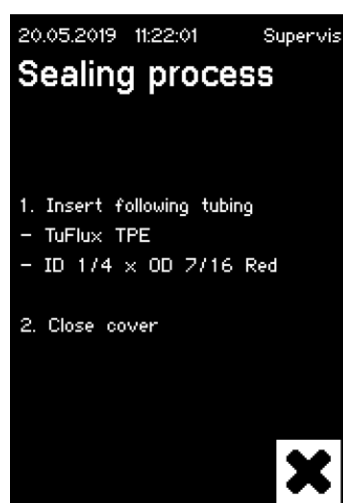 20.05.2019 11:22:01 Supervis
Sealing process
1. Insert following tubing
- TuFlux TPE
- ID 1/4 x OD 7/16 Red
2. Close cover